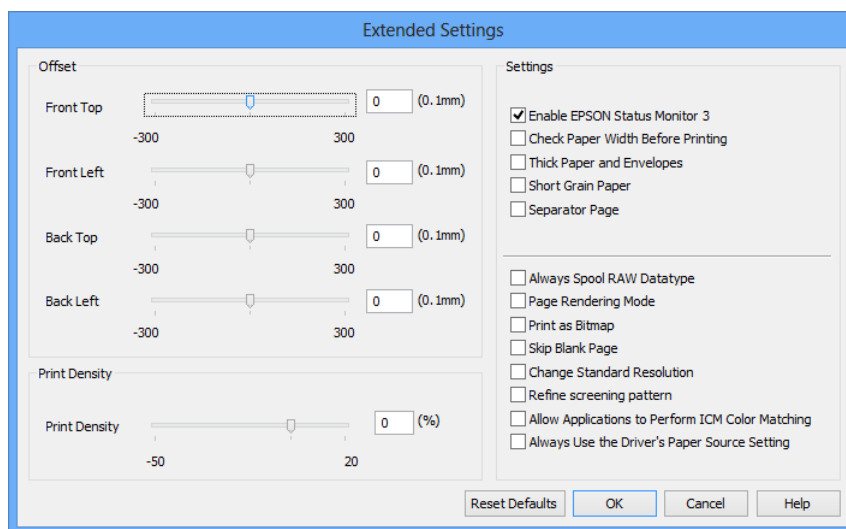 Extended Settings
Offset
Front Top 0 (0.1mm)
-300 300
Front Left 0 (0.1mm)
-300 300
Back Top 0 (0.1mm)
-300 300
Back Left 0 (0.1mm)
-300 300
Print Density
Print Density 0 (%)
-50 20
Settings
Enable EPSON Status Monitor 3
Check Paper Width Before Printing
Thick Paper and Envelopes
Short Grain Paper
Separator Page
Always Spool RAW Datatype
Page Rendering Mode
Print as Bitmap
Skip Blank Page
Change Standard Resolution
Refine screening pattern
Allow Applications to Perform ICM Color Matching
Always Use the Driver's Paper Source Setting
Reset Defaults OK Cancel Help